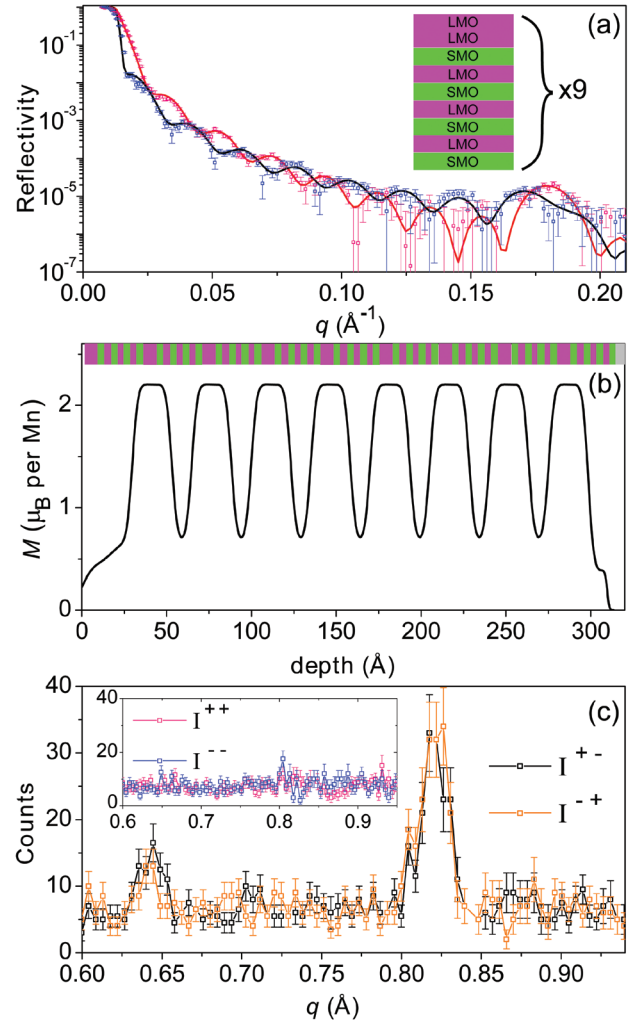 (a)
LMO
LMO
SMO
LMO
SMO
LMO
SMO
LMO
SMO
x9
10⁻¹
10⁻³
10⁻⁵
10⁻⁷
Reflectivity
0.00 0.05 0.10 0.15 0.20
q (Å⁻¹)
(b)
2
1
0
M (μB per Mn)
0 50 100 150 200 250 300
depth (Å)
(c)
40
30
20
10
0
Counts
40
20
0
I⁺⁺
I⁻⁻
0.6 0.7 0.8 0.9
I⁺⁻
I⁻⁺
0.60 0.65 0.70 0.75 0.80 0.85 0.90
q (Å)